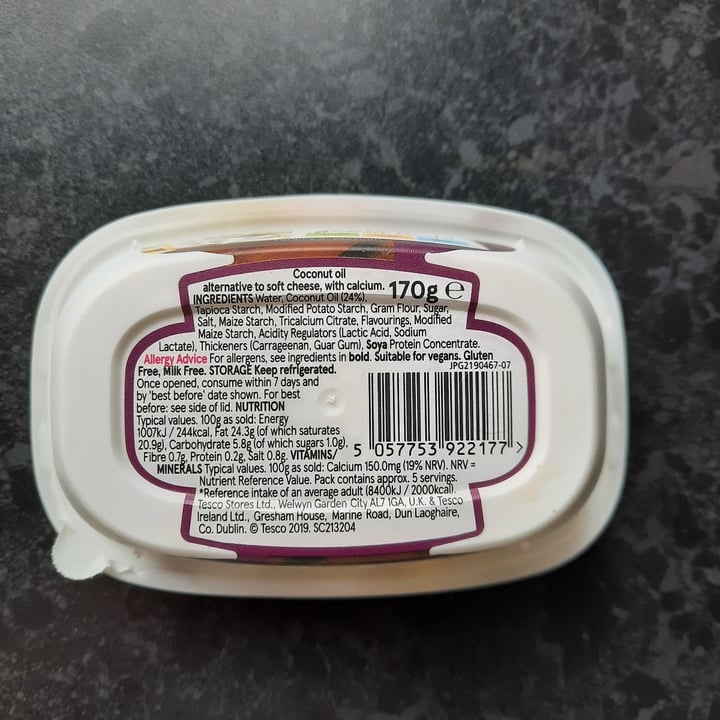 Coconut oil
alternative to soft cheese, with calcium. 170g ℮
INGREDIENTS Water, Coconut Oil (24%),
Tapioca Starch, Modified Potato Starch, Gram Flour, Sugar,
Salt, Maize Starch, Tricalcium Citrate, Flavourings, Modified
Maize Starch, Acidity Regulators (Lactic Acid, Sodium
Lactate), Thickeners (Carrageenan, Guar Gum), Soya Protein Concentrate.
Allergy Advice For allergens, see ingredients in bold. Suitable for vegans. Gluten
Free, Milk Free. STORAGE Keep refrigerated.
JPG2190467-07
Once opened, consume within 7 days and
by 'best before' date shown. For best
before: see side of lid. NUTRITION
Typical values. 100g as sold: Energy
1007kJ / 244kcal, Fat 24.3g (of which saturates
20.9g), Carbohydrate 5.8g (of which sugars 1.0g),
Fibre 0.7g, Protein 0.2g, Salt 0.8g. VITAMINS/
5 057753 922177 >
MINERALS Typical values. 100g as sold: Calcium 150.0mg (19% NRV). NRV =
Nutrient Reference Value. Pack contains approx. 5 servings.
*Reference intake of an average adult (8400kJ / 2000kcal).
Tesco Stores Ltd., Welwyn Garden City AL7 1GA, U.K. & Tesco
Ireland Ltd., Gresham House, Marine Road, Dun Laoghaire,
Co. Dublin. © Tesco 2019. SC213204